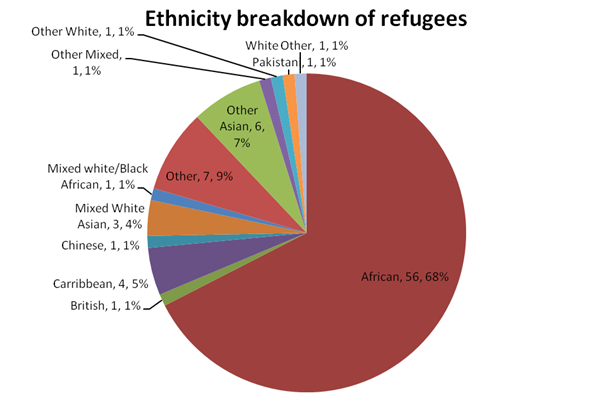 Ethnicity breakdown of refugees
Other White, 1, 1%
White Other, 1, 1%
Other Mixed,
1, 1%
Pakistan , 1, 1%
Other
Asian, 6,
7%
Other, 7, 9%
Mixed white/Black
African, 1, 1%
Mixed White
Asian, 3, 4%
Chinese, 1, 1%
Carribbean, 4, 5%
British, 1, 1%
African, 56, 68%